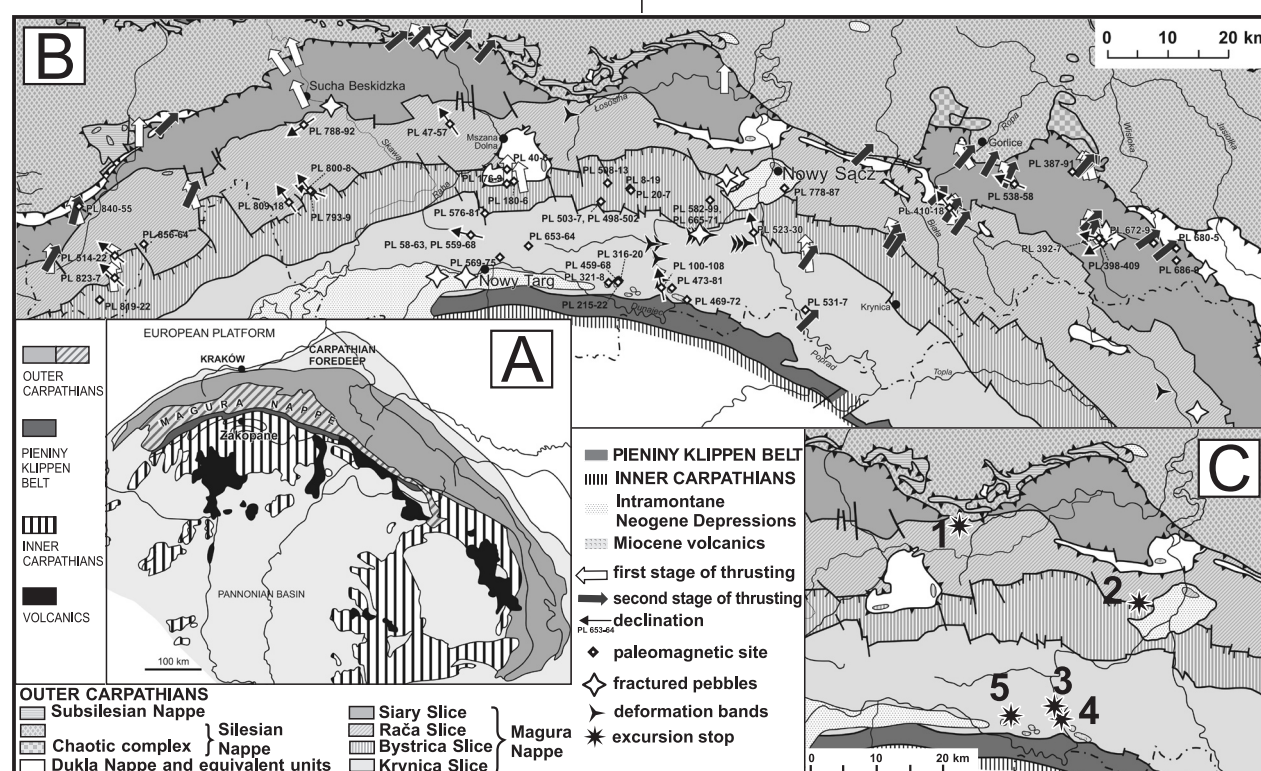 B
0 10 20 km
Sucha Beskidzka
PL 788-92
PL 47-57
Łososina
Mszana
Dolna
Skawa
Raba
PL 40-
PL 176-9
PL 180-6
PL 508-13
PL 8-19
PL 20-7
Nowy Sącz
PL 778-87
Ropa
Gorlice
Wisłoka
Jasiołka
PL 387-91
PL 538-58
PL 800-8
PL 809-18
PL 793-9
PL 840-55
PL 856-64
PL 576-81
PL 503-7, PL 498-502
PL 582-99,
PL 665-71
PL 523-30
PL 410-18
Biała
PL 392-7
PL 672-9
PL 680-5
PL 398-409
PL 514-22
PL 823-7
PL 819-22
PL 58-63, PL 559-68
PL 653-64
PL 569-75
Nowy Targ
PL 316-20
PL 459-68
PL 321-8
PL 215-22
PL 100-108
PL 473-81
PL 469-72
Dunajec
PL 531-7
Krynica
Poprad
Topla
A
EUROPEAN PLATFORM
KRAKÓW
CARPATHIAN
FOREDEEP
MAGURA NAPPE
Zakopane
PANNONIAN BASIN
100 km
OUTER
CARPATHIANS
PIENINY
KLIPPEN
BELT
INNER
CARPATHIANS
VOLCANICS
PIENINY KLIPPEN BELT
INNER CARPATHIANS
Intramontane
Neogene Depressions
Miocene volcanics
first stage of thrusting
second stage of thrusting
declination
PL 653-64
paleomagnetic site
fractured pebbles
deformation bands
excursion stop
C
1
2
3
4
5
0 10 20 km
OUTER CARPATHIANS
Subsilesian Nappe
Silesian
Nappe
Chaotic complex
Dukla Nappe and equivalent units
Siary Slice
Rača Slice
Bystrica Slice
Krynica Slice
Magura
Nappe